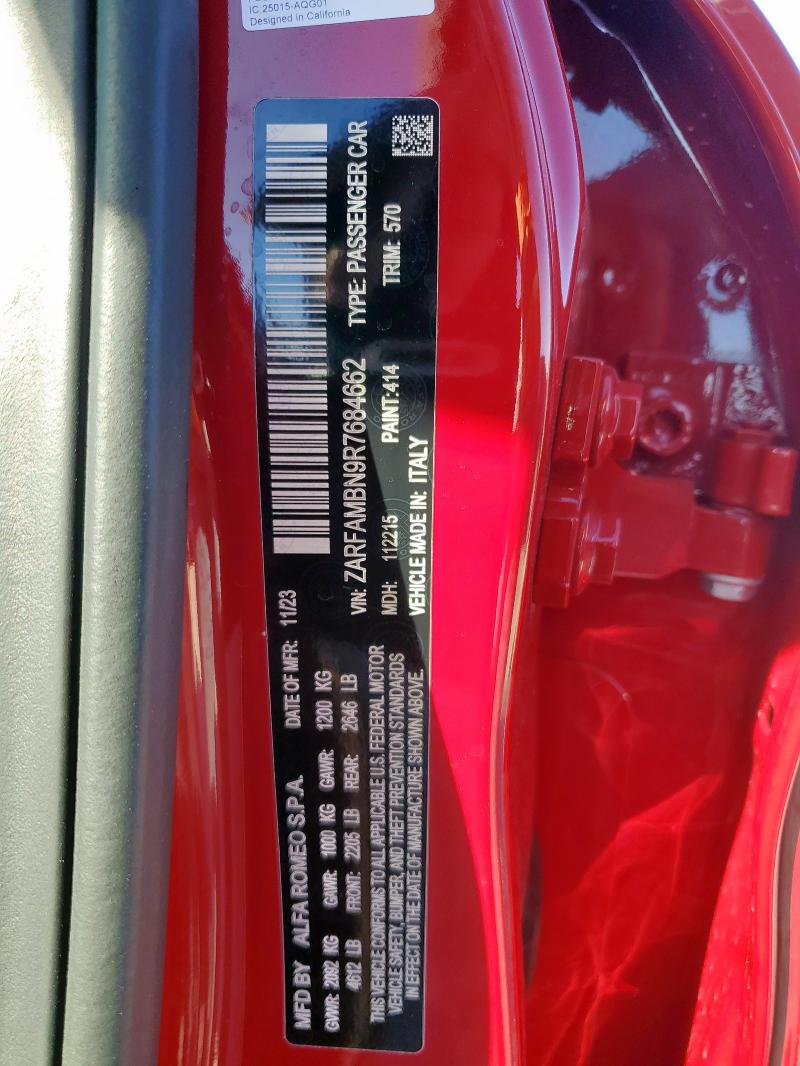 IC:25015-AQG01
Designed in California
MFD BY ALFA ROMEO S.P.A. DATE OF MFR: 11/23
GVWR: 2092 KG GAWR: 1000 KG GAWR: 1200 KG
4612 LB FRONT: 2205 LB REAR: 2646 LB
THIS VEHICLE CONFORMS TO ALL APPLICABLE U.S. FEDERAL MOTOR
VEHICLE SAFETY, BUMPER, AND THEFT PREVENTION STANDARDS
IN EFFECT ON THE DATE OF MANUFACTURE SHOWN ABOVE.
VIN: ZARFAMBN9R7684662 TYPE: PASSENGER CAR
MDH: 112215 PAINT:414 TRIM: 570
VEHICLE MADE IN: ITALY